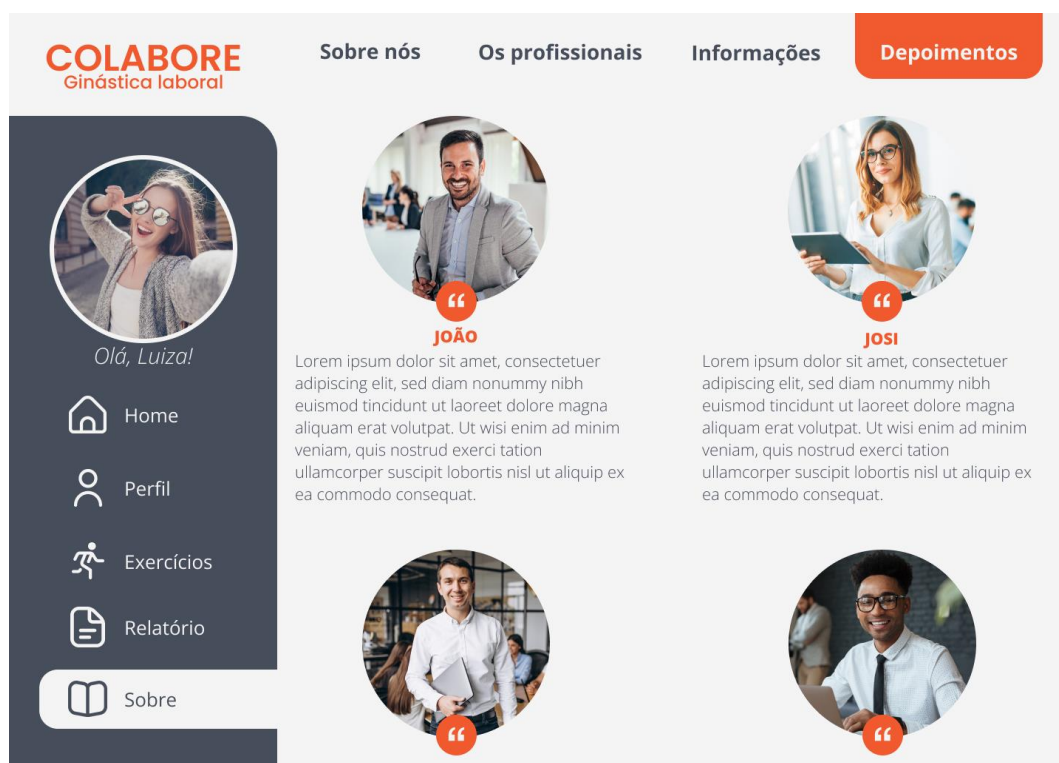 COLABORE
Ginástica laboral
Sobre nós
Os profissionais
Informações
Depoimentos
Olá, Luiza!
Home
Perfil
Exercícios
Relatório
Sobre
“
JOÃO
Lorem ipsum dolor sit amet, consectetuer
adipiscing elit, sed diam nonummy nibh
euismod tincidunt ut laoreet dolore magna
aliquam erat volutpat. Ut wisi enim ad minim
veniam, quis nostrud exerci tation
ullamcorper suscipit lobortis nisl ut aliquip ex
ea commodo consequat.
“
JOSI
Lorem ipsum dolor sit amet, consectetuer
adipiscing elit, sed diam nonummy nibh
euismod tincidunt ut laoreet dolore magna
aliquam erat volutpat. Ut wisi enim ad minim
veniam, quis nostrud exerci tation
ullamcorper suscipit lobortis nisl ut aliquip ex
ea commodo consequat.
“
“